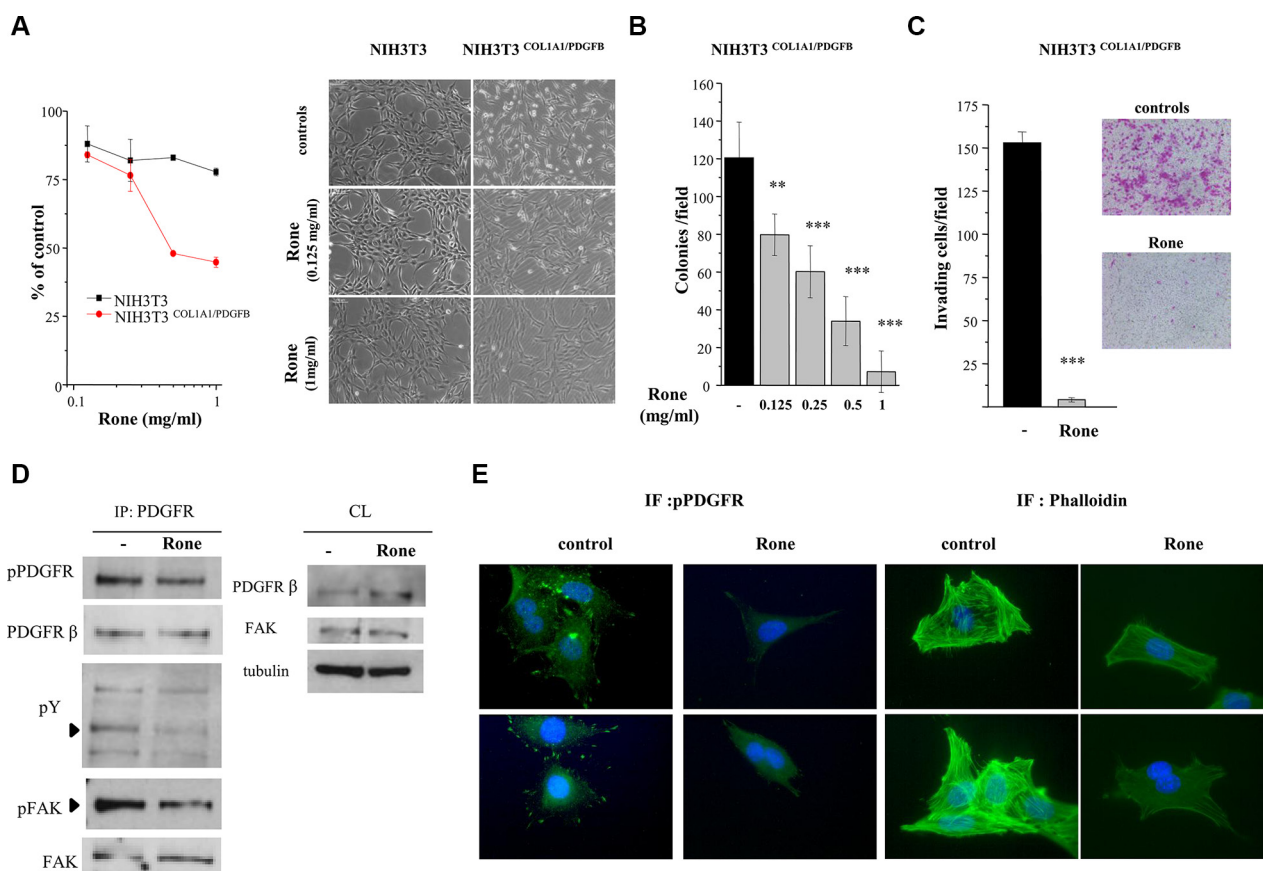 A
NIH3T3
NIH3T3 COL1A1/PDGFB
100
75
50
25
0
% of control
NIH3T3
NIH3T3 COL1A1/PDGFB
0.1
1
Rone (mg/ml)
controls
Rone
(0.125 mg/ml)
Rone
(1mg/ml)
B
NIH3T3 COL1A1/PDGFB
160
140
120
100
80
60
40
20
0
Colonies /field
**
***
***
***
Rone
(mg/ml)
-
0.125
0.25
0.5
1
C
NIH3T3 COL1A1/PDGFB
175
150
125
100
75
50
25
0
Invading cells/field
***
-
Rone
controls
Rone
D
IP: PDGFR
-
Rone
pPDGFR
PDGFR β
pY
pFAK
FAK
CL
-
Rone
PDGFR β
FAK
tubulin
E
IF :pPDGFR
IF : Phalloidin
control
Rone
control
Rone